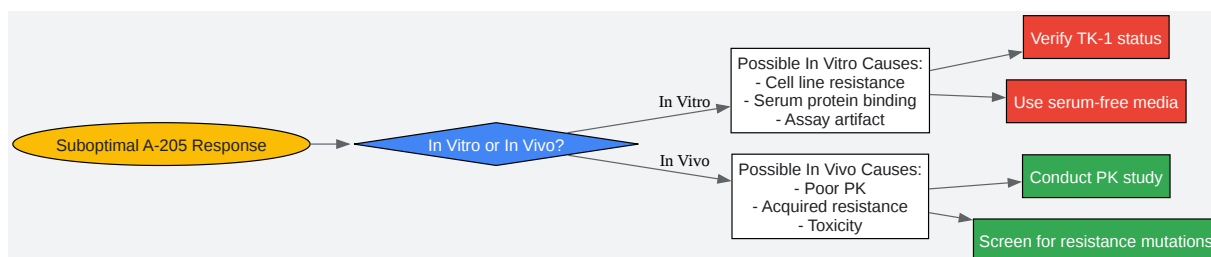 Suboptimal A-205 Response
In Vitro or In Vivo?
In Vitro
Possible In Vitro Causes:
- Cell line resistance
- Serum protein binding
- Assay artifact
Verify TK-1 status
Use serum-free media
In Vivo
Possible In Vivo Causes:
- Poor PK
- Acquired resistance
- Toxicity
Conduct PK study
Screen for resistance mutations